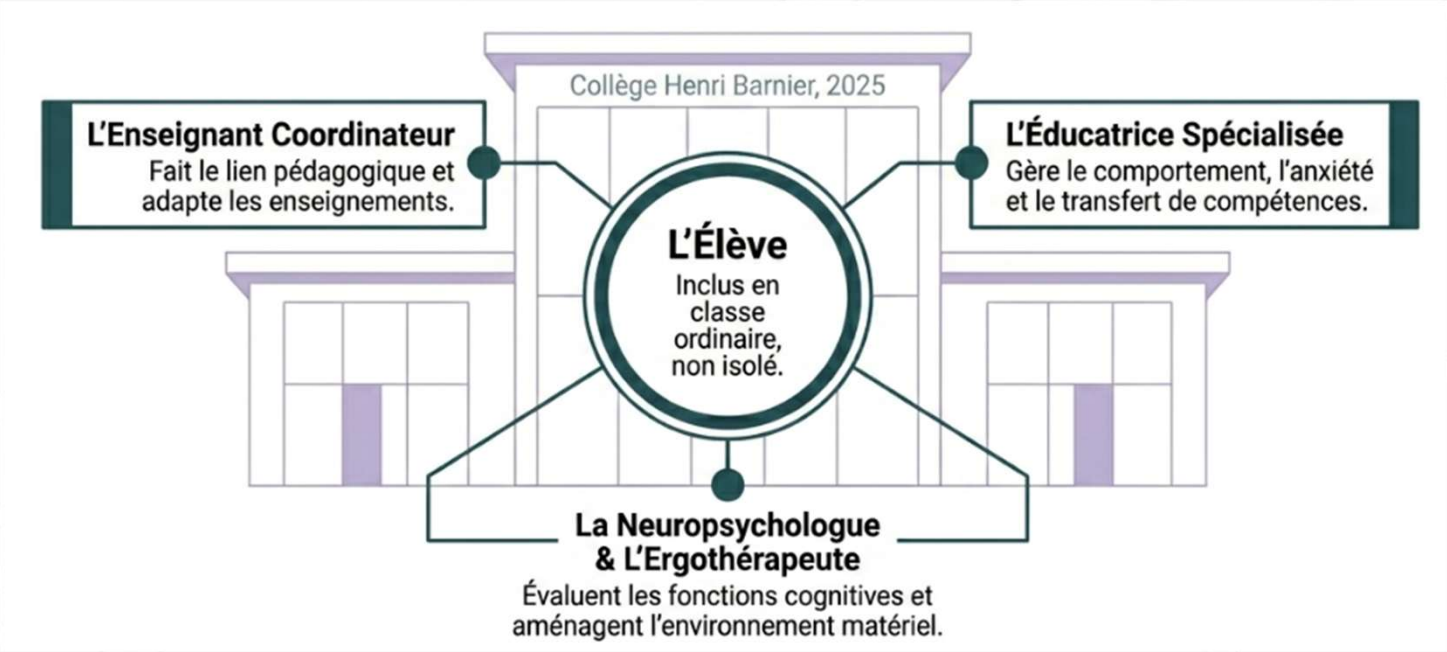 Collège Henri Barnier, 2025
L’Enseignant Coordinateur
Fait le lien pédagogique et
adapte les enseignements.
L’Éducatrice Spécialisée
Gère le comportement, l’anxiété
et le transfert de compétences.
L’Élève
Inclus en
classe
ordinaire,
non isolé.
La Neuropsychologue
& L’Ergothérapeute
Évaluent les fonctions cognitives et
aménagent l’environnement matériel.